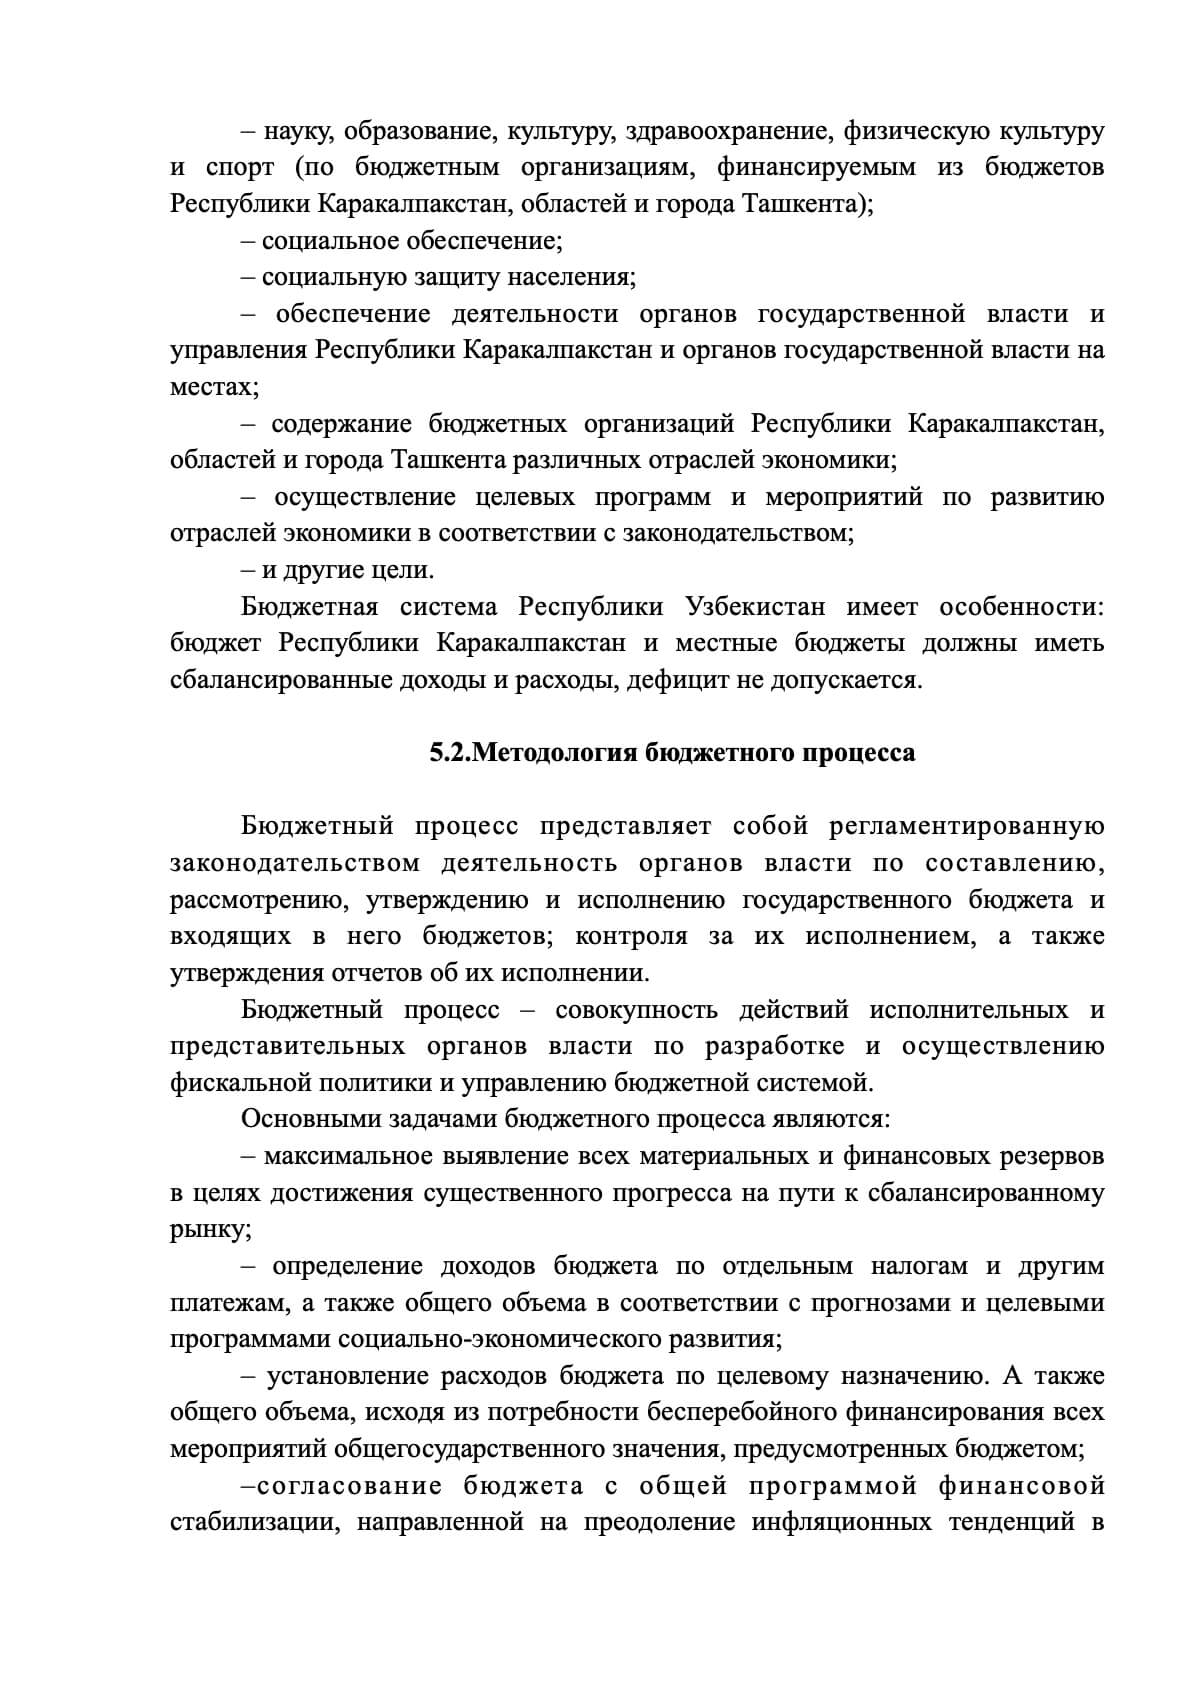 – науку, образование, культуру, здравоохранение, физическую культуру
и спорт (по бюджетным организациям, финансируемым из бюджетов
Республики Каракалпакстан, областей и города Ташкента);
– социальное обеспечение;
– социальную защиту населения;
– обеспечение деятельности органов государственной власти и
управления Республики Каракалпакстан и органов государственной власти на
местах;
– содержание бюджетных организаций Республики Каракалпакстан,
областей и города Ташкента различных отраслей экономики;
– осуществление целевых программ и мероприятий по развитию
отраслей экономики в соответствии с законодательством;
– и другие цели.
Бюджетная система Республики Узбекистан имеет особенности:
бюджет Республики Каракалпакстан и местные бюджеты должны иметь
сбалансированные доходы и расходы, дефицит не допускается.
5.2.Методология бюджетного процесса
Бюджетный процесс представляет собой регламентированную
законодательством деятельность органов власти по составлению,
рассмотрению, утверждению и исполнению государственного бюджета и
входящих в него бюджетов; контроля за их исполнением, а также
утверждения отчетов об их исполнении.
Бюджетный процесс – совокупность действий исполнительных и
представительных органов власти по разработке и осуществлению
фискальной политики и управлению бюджетной системой.
Основными задачами бюджетного процесса являются:
– максимальное выявление всех материальных и финансовых резервов
в целях достижения существенного прогресса на пути к сбалансированному
рынку;
– определение доходов бюджета по отдельным налогам и другим
платежам, а также общего объема в соответствии с прогнозами и целевыми
программами социально-экономического развития;
– установление расходов бюджета по целевому назначению. А также
общего объема, исходя из потребности бесперебойного финансирования всех
мероприятий общегосударственного значения, предусмотренных бюджетом;
–согласование бюджета с общей программой финансовой
стабилизации, направленной на преодоление инфляционных тенденций в